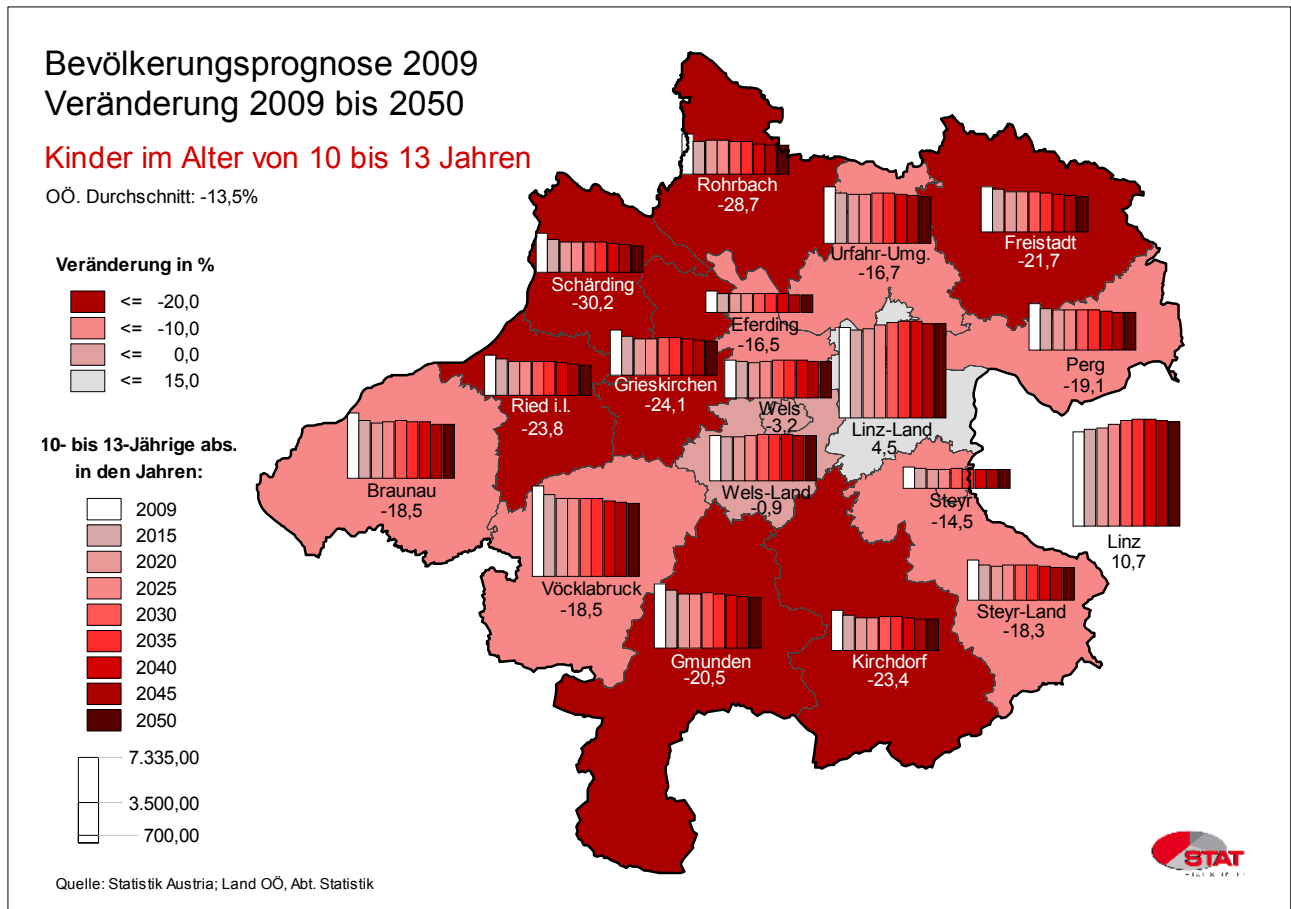 Bevölkerungsprognose 2009
Veränderung 2009 bis 2050
Kinder im Alter von 10 bis 13 Jahren
OÖ. Durchschnitt: -13,5%
Veränderung in %
<= -20,0
<= -10,0
<= 0,0
<= 15,0
10- bis 13-Jährige abs.
in den Jahren:
2009
2015
2020
2025
2030
2035
2040
2045
2050
7.335,00
3.500,00
700,00
Rohrbach
-28,7
Urfahr-Umg.
-16,7
Freistadt
-21,7
Schärding
-30,2
Eferding
-16,5
Perg
-19,1
Grieskirchen
-24,1
Ried i.I.
-23,8
Wels
-3,2
Linz-Land
4,5
Braunau
-18,5
Wels-Land
-0,9
Steyr
-14,5
Linz
10,7
Vöcklabruck
-18,5
Steyr-Land
-18,3
Gmunden
-20,5
Kirchdorf
-23,4
STAT
Quelle: Statistik Austria; Land OÖ, Abt. Statistik